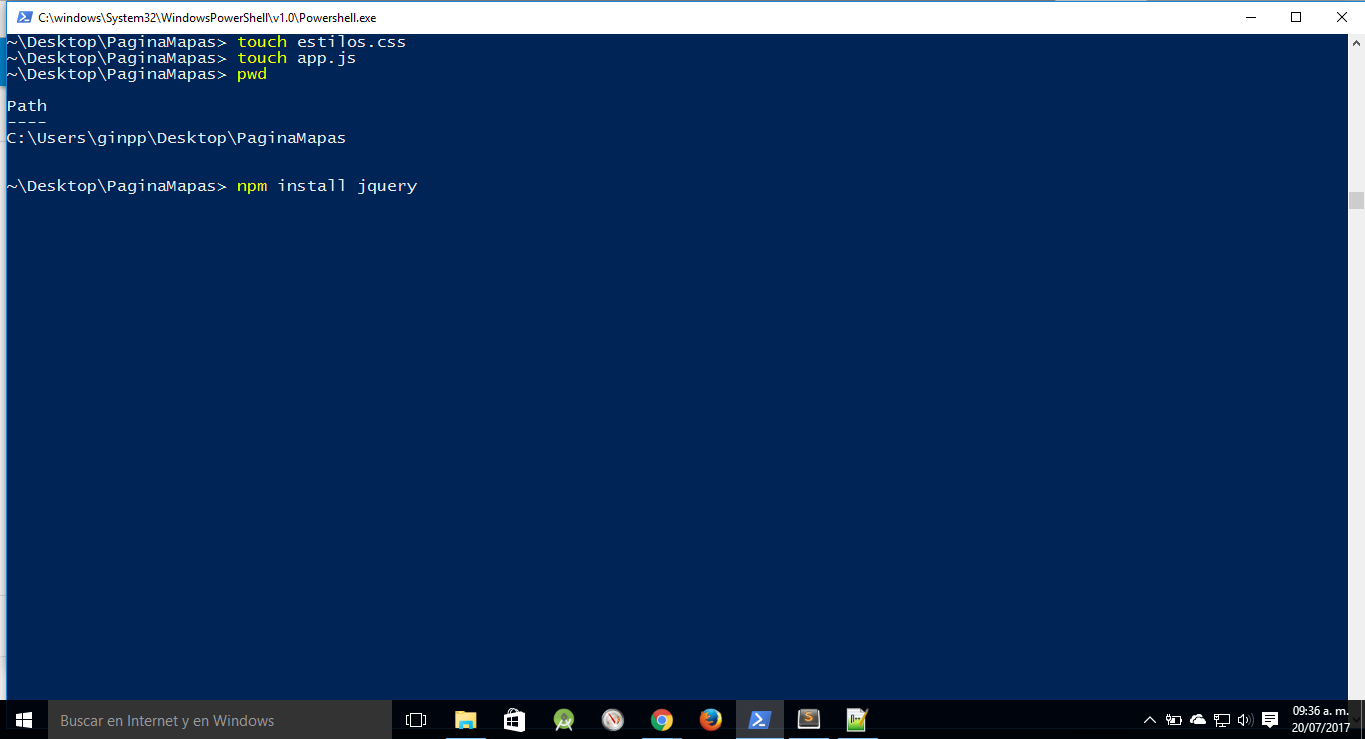 C:\windows\System32\WindowsPowerShell\v1.0\Powershell.exe
~\Desktop\PaginaMapas> touch estilos.css
~\Desktop\PaginaMapas> touch app.js
~\Desktop\PaginaMapas> pwd
Path
----
C:\Users\ginpp\Desktop\PaginaMapas
~\Desktop\PaginaMapas> npm install jquery
Buscar en Internet y en Windows
09:36 a. m.
20/07/2017